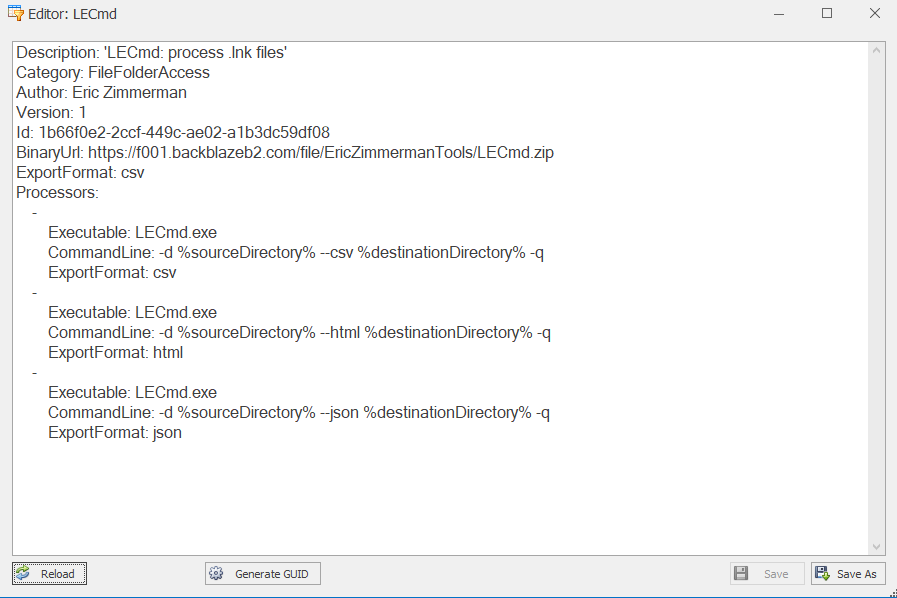 Editor: LECmd
Description: 'LECmd: process .lnk files'
Category: FileFolderAccess
Author: Eric Zimmerman
Version: 1
Id: 1b66f0e2-2ccf-449c-ae02-a1b3dc59df08
BinaryUrl: https://f001.backblazeb2.com/file/EricZimmermanTools/LECmd.zip
ExportFormat: csv
Processors:
-
Executable: LECmd.exe
CommandLine: -d %sourceDirectory% --csv %destinationDirectory% -q
ExportFormat: csv
-
Executable: LECmd.exe
CommandLine: -d %sourceDirectory% --html %destinationDirectory% -q
ExportFormat: html
-
Executable: LECmd.exe
CommandLine: -d %sourceDirectory% --json %destinationDirectory% -q
ExportFormat: json
Reload Generate GUID Save Save As